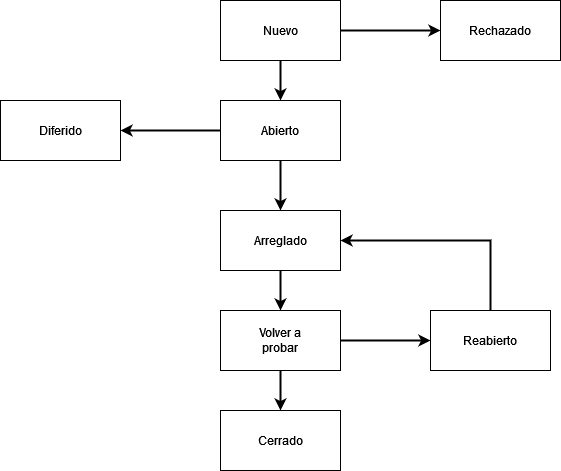 Nuevo
Rechazado
Diferido
Abierto
Arreglado
Volver a
probar
Reabierto
Cerrado